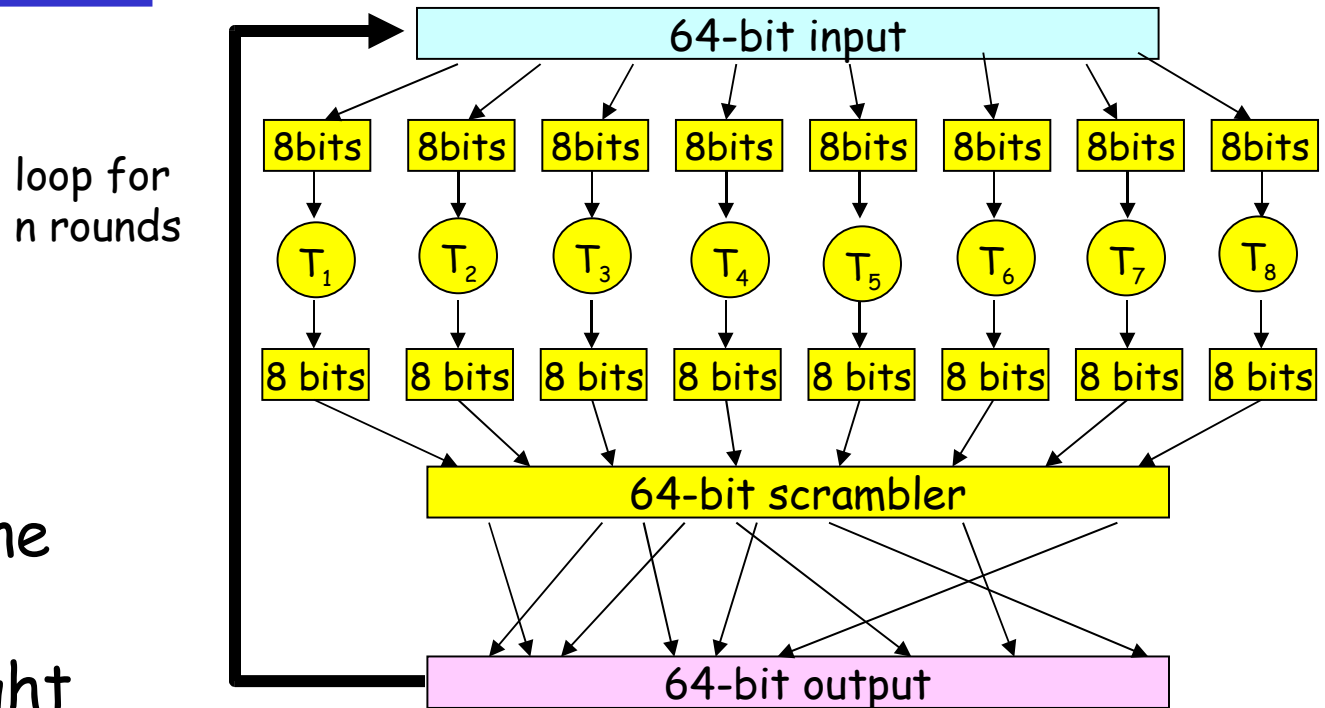 64-bit input
8bits 8bits 8bits 8bits 8bits 8bits 8bits 8bits
loop for
n rounds
T1 T2 T3 T4 T5 T6 T7 T8
8 bits 8 bits 8 bits 8 bits 8 bits 8 bits 8 bits 8 bits
64-bit scrambler
64-bit output